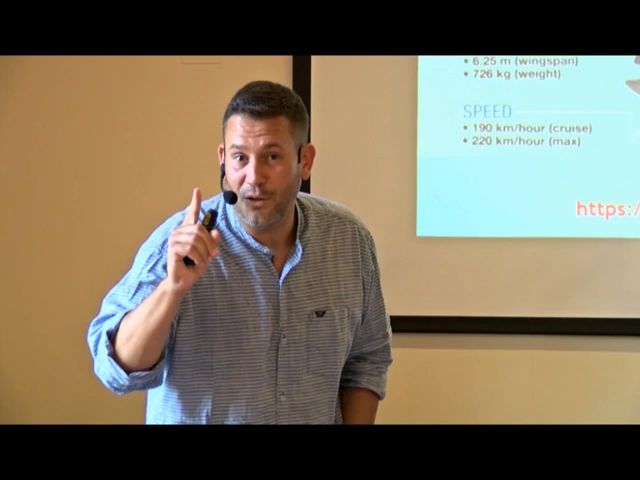 • 6.25 m (wingspan)
• 726 kg (weight)
SPEED
• 190 km/hour (cruise)
• 220 km/hour (max)
https:/